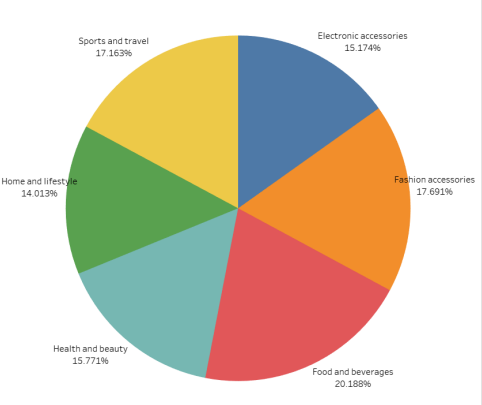 Sports and travel
17.163%
Electronic accessories
15.174%
Home and lifestyle
14.013%
Fashion accessories
17.691%
Health and beauty
15.771%
Food and beverages
20.188%